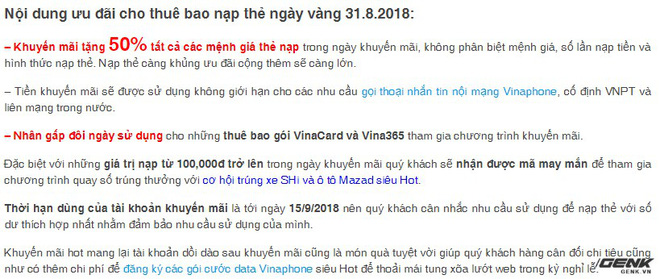 Nội dung ưu đãi cho thuê bao nạp thẻ ngày vàng 31.8.2018:
– Khuyến mãi tặng 50% tất cả các mệnh giá thẻ nạp trong ngày khuyến mãi, không phân biệt mệnh giá, số lần nạp tiền và
hình thức nạp thẻ. Nạp thẻ càng khủng ưu đãi cộng thêm sẽ càng lớn.
– Tiền khuyến mãi sẽ được sử dụng không giới hạn cho các nhu cầu gọi thoại nhắn tin nội mạng Vinaphone, cố định VNPT và
liên mạng trong nước.
– Nhân gấp đôi ngày sử dụng cho những thuê bao gói VinaCard và Vina365 tham gia chương trình khuyến mãi.
Đặc biệt với những giá trị nạp từ 100,000đ trở lên trong ngày khuyến mãi quý khách sẽ nhận được mã may mắn để tham gia
chương trình quay số trúng thưởng với cơ hội trúng xe SHi và ô tô Mazad siêu Hot.
Thời hạn dùng của tài khoản khuyến mãi là tới ngày 15/9/2018 nên quý khách cân nhắc nhu cầu sử dụng để nạp thẻ với số
dư thích hợp nhất nhằm đảm bảo nhu cầu sử dụng của mình.
Khuyến mãi hot mang lại tài khoản dồi dào sau khuyến mãi cũng là món quà tuyệt vời giúp quý khách hàng cân đối chi tiêu cũng
như có thêm chi phí để đăng ký các gói cước data Vinaphone siêu Hot để thoải mái tung xõa lướt web trong kỳ nghỉ lễ.
GENK
GENK.VN